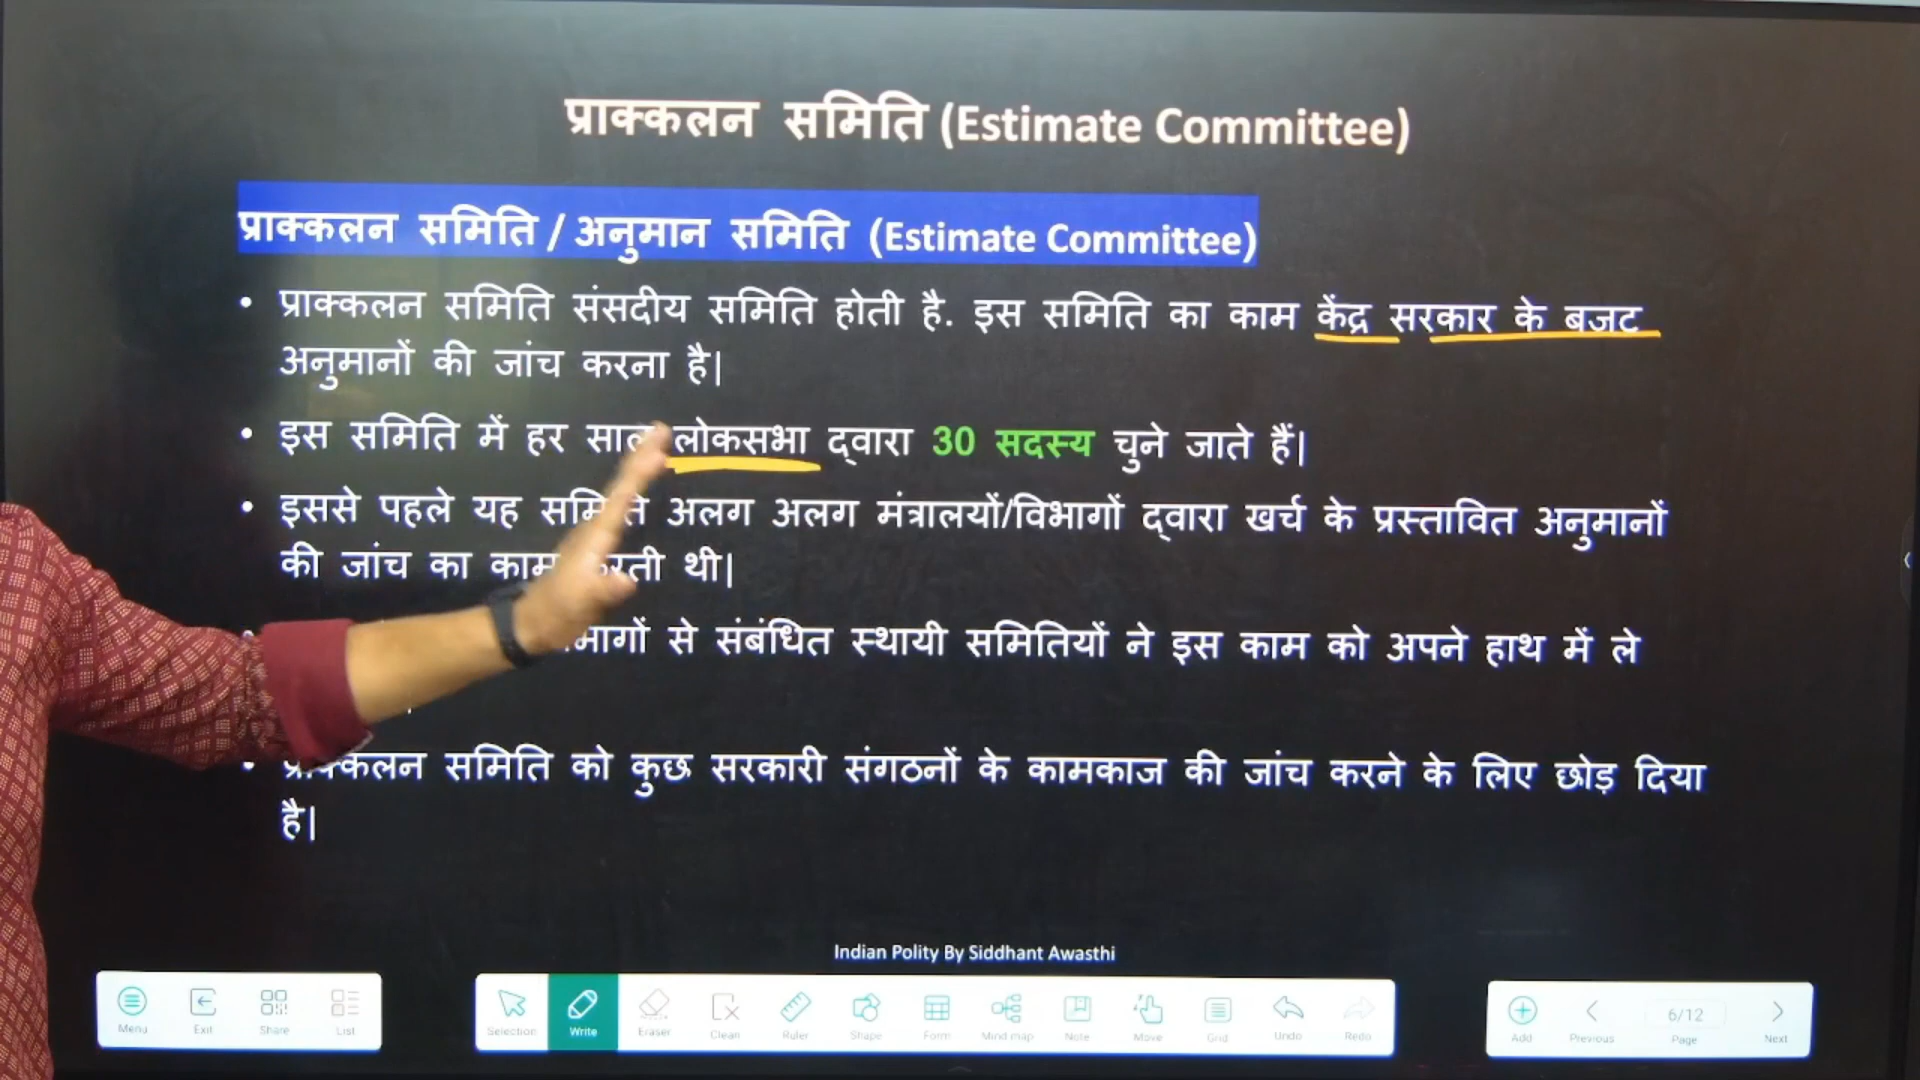 प्राक्कलन समिति (Estimate Committee)
प्राक्कलन समिति / अनुमान समिति (Estimate Committee)
• प्राक्कलन समिति संसदीय समिति होती है. इस समिति का काम केंद्र सरकार के बजट
अनुमानों की जांच करना है|
• इस समिति में हर साल लोकसभा द्वारा 30 सदस्य चुने जाते हैं|
• इससे पहले यह समिति अलग अलग मंत्रालयों/विभागों द्वारा खर्च के प्रस्तावित अनुमानों
की जांच का काम करती थी|
से संबंधित स्थायी समितियों ने इस काम को अपने हाथ में ले
• प्राक्कलन समिति को कुछ सरकारी संगठनों के कामकाज की जांच करने के लिए छोड़ दिया
है|
Indian Polity By Siddhant Awasthi
Menu Exit Share List Selection Write Eraser Clean Ruler Shape Form Mind map Note Move Grid Undo Redo Add Previous 6/12 Page Next